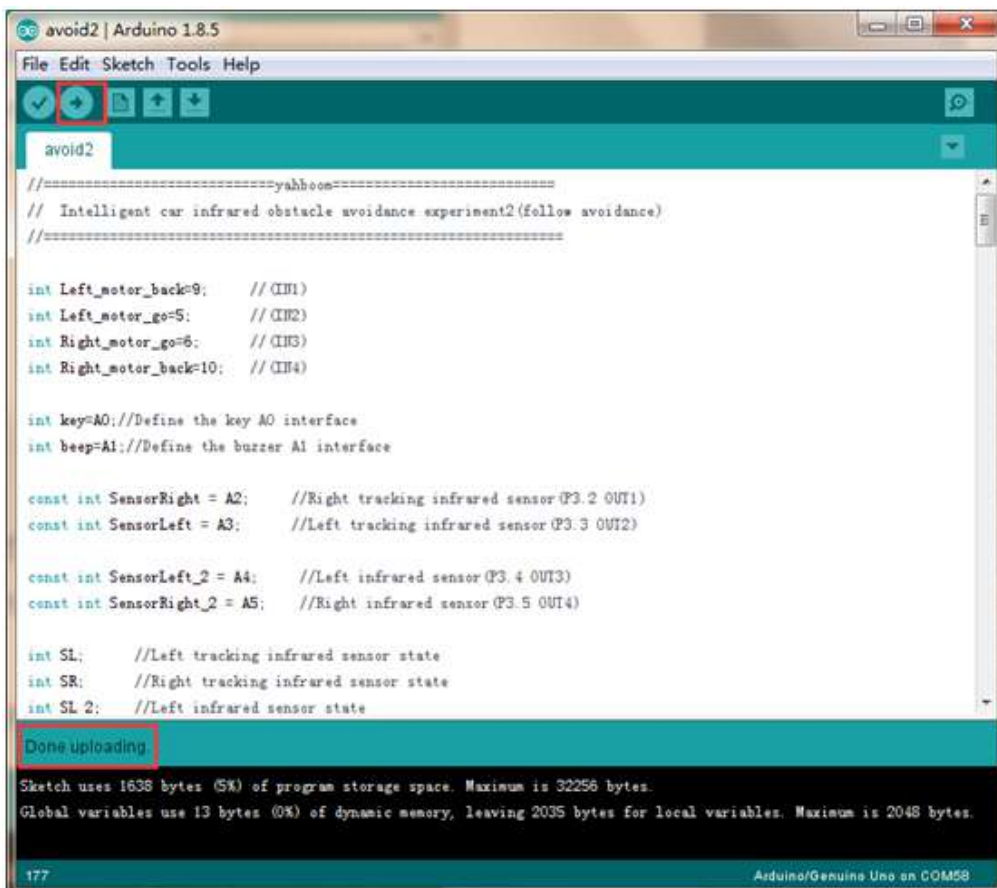 avoid2 | Arduino 1.8.5
File Edit Sketch Tools Help
avoid2
//============================yahboom===========================
//  Intelligent car infrared obstacle avoidance experiment2(follow avoidance)
//===============================================================
int Left_motor_back=9;     //(IN1)
int Left_motor_go=5;       //(IN2)
int Right_motor_go=6;      //(IN3)
int Right_motor_back=10;   //(IN4)
int key=A0;//Define the key A0 interface
int beep=A1;//Define the buzzer A1 interface
const int SensorRight = A2;      //Right tracking infrared sensor(P3.2 OUT1)
const int SensorLeft = A3;       //Left tracking infrared sensor(P3.3 OUT2)
const int SensorLeft_2 = A4;     //Left infrared sensor(P3.4 OUT3)
const int SensorRight_2 = A5;    //Right infrared sensor(P3.5 OUT4)
int SL;      //Left tracking infrared sensor state
int SR;      //Right tracking infrared sensor state
int SL_2;    //Left infrared sensor state
Done uploading.
Sketch uses 1638 bytes (5%) of program storage space. Maximum is 32256 bytes.
Global variables use 13 bytes (0%) of dynamic memory, leaving 2035 bytes for local variables. Maximum is 2048 bytes.
177 Arduino/Genuino Uno on COM58